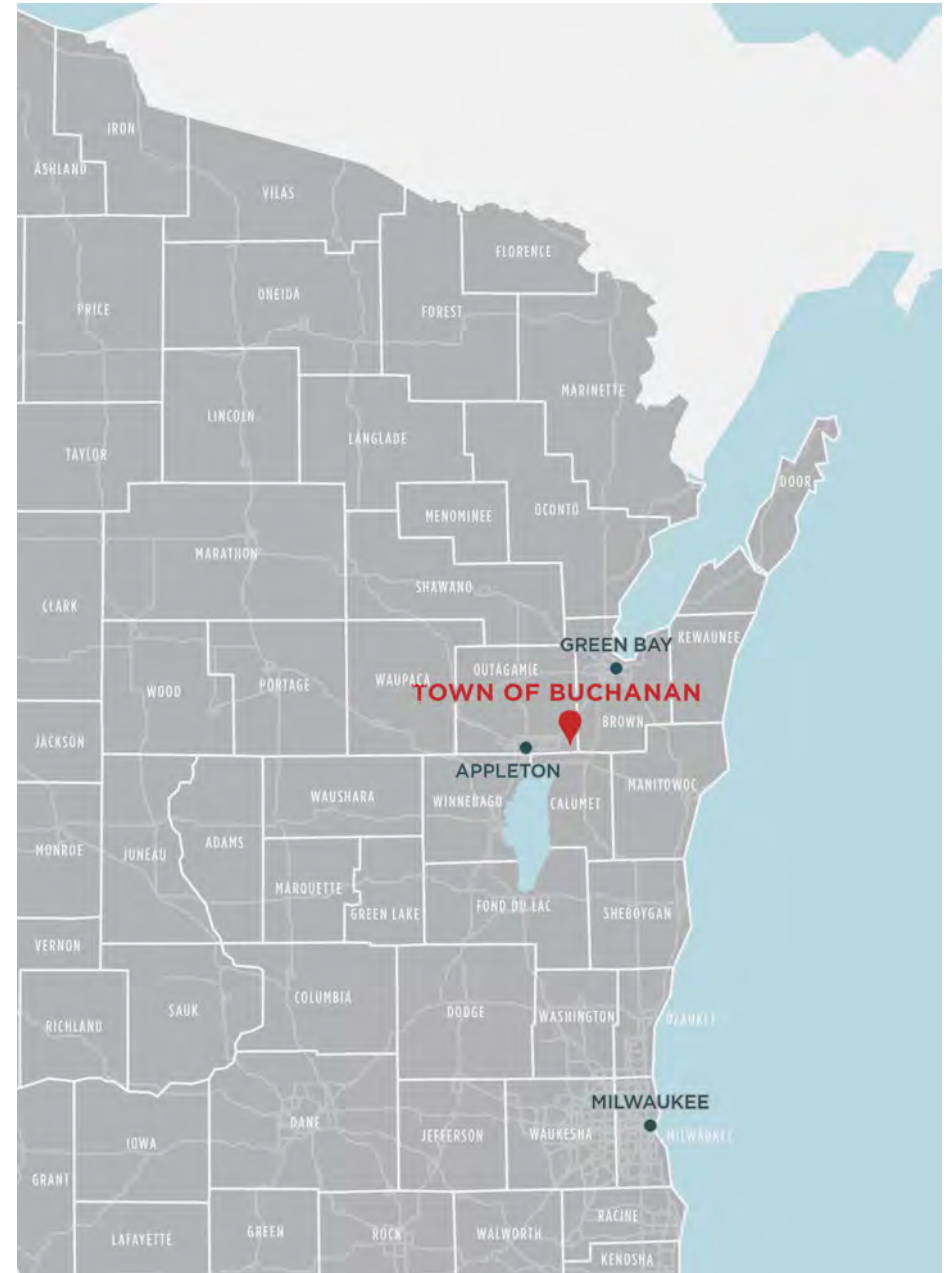 IRON
ASHLAND
VILAS
FLORENCE
ONEIDA
PRICE
FOREST
MARINETTE
LINCOLN
LANGLADE
TAYLOR
DOOR
OCONTO
MENOMINEE
MARATHON
SHAWANO
CLARK
GREEN BAY
KEWAUNEE
OUTAGAMIE
WAUPACA
PORTAGE
WOOD
TOWN OF BUCHANAN
BROWN
JACKSON
APPLETON
MANITOWOC
WAUSHARA
WINNEBAGO
CALUMET
ADAMS
MONROE
JUNEAU
MARQUETTE
GREEN LAKE
FOND DU LAC
SHEBOYGAN
VERNON
COLUMBIA
SAUK
DODGE
WASHINGTON
OZAUKEE
RICHLAND
MILWAUKEE
DANE
JEFFERSON
WAUKESHA
MILWAUKEE
IOWA
GRANT
RACINE
LAFAYETTE
GREEN
ROCK
WALWORTH
KENOSHA